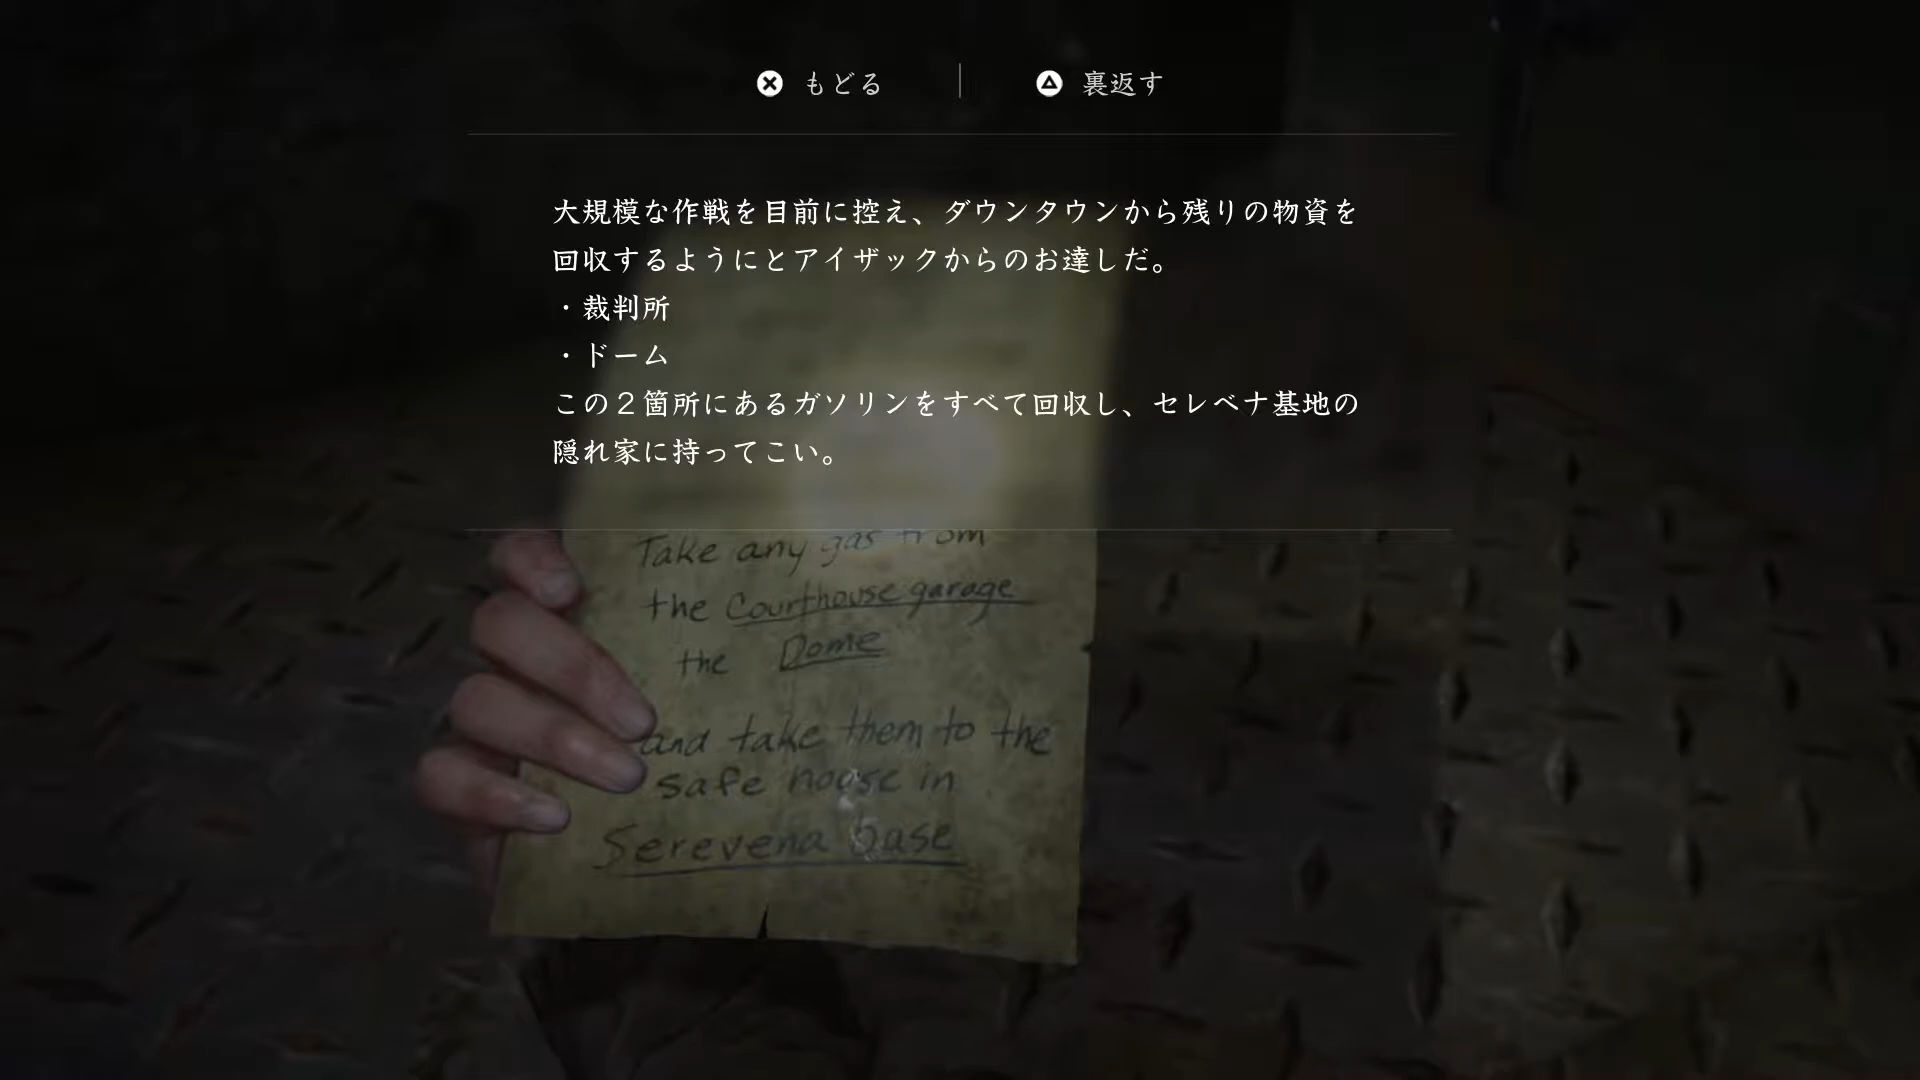 もどる
裏返す
大規模な作戦を目前に控え、ダウンタウンから残りの物資を
回収するようにとアイザックからのお達しだ。
・裁判所
・ドーム
この２箇所にあるガソリンをすべて回収し、セレベナ基地の
隠れ家に持ってこい。
Take any gas from
the Courthouse garage
the Dome
and take them to the
safe house in
Serevena base